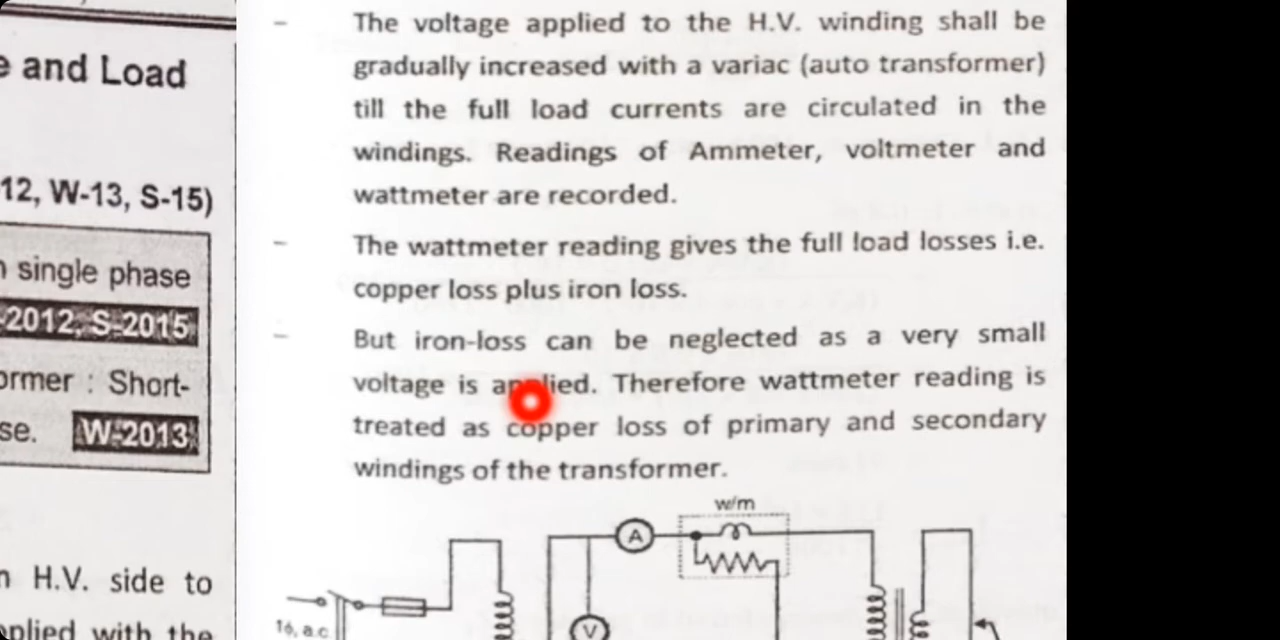 e and Load
12, W-13, S-15)
single phase
-2012, S-2015
ormer : Short-
se. W-2013
H.V. side to
plied with the
– The voltage applied to the H.V. winding shall be
gradually increased with a variac (auto transformer)
till the full load currents are circulated in the
windings. Readings of Ammeter, voltmeter and
wattmeter are recorded.
– The wattmeter reading gives the full load losses i.e.
copper loss plus iron loss.
– But iron-loss can be neglected as a very small
voltage is applied. Therefore wattmeter reading is
treated as copper loss of primary and secondary
windings of the transformer.
w/m
A
1ϕ, a.c.
V